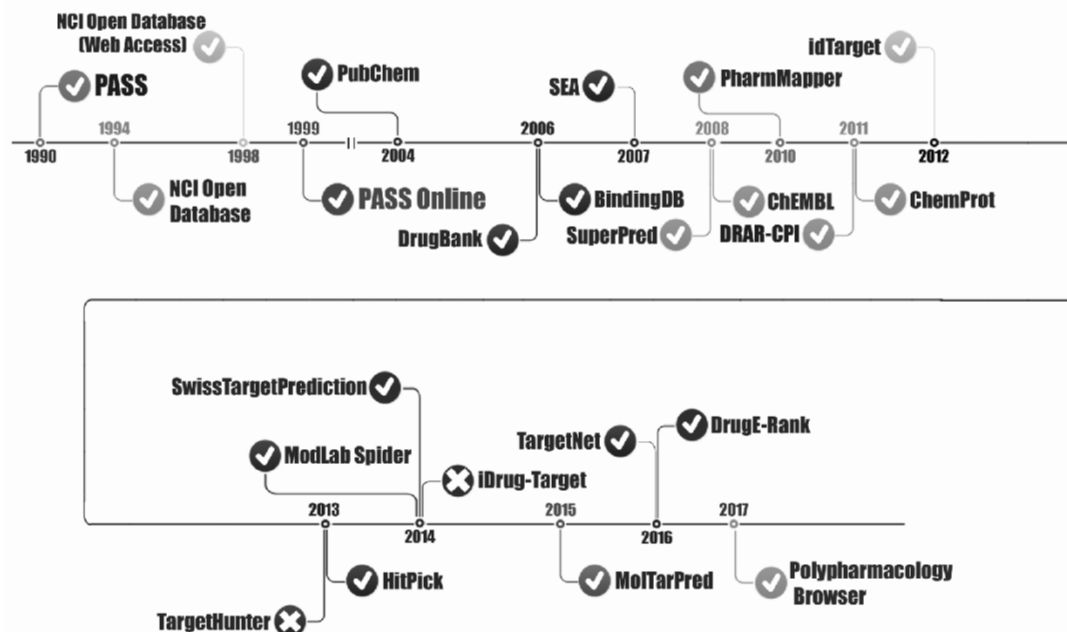 NCI Open Database
(Web Access)
PASS
PubChem
SEA
PharmMapper
idTarget
1990
1994
1998
1999
2004
2006
2007
2008
2010
2011
2012
NCI Open
Database
PASS Online
DrugBank
BindingDB
SuperPred
ChEMBL
DRAR-CPI
ChemProt
SwissTargetPrediction
ModLab Spider
iDrug-Target
TargetNet
DrugE-Rank
2013
2014
2015
2016
2017
HitPick
TargetHunter
MolTarPred
Polypharmacology
Browser